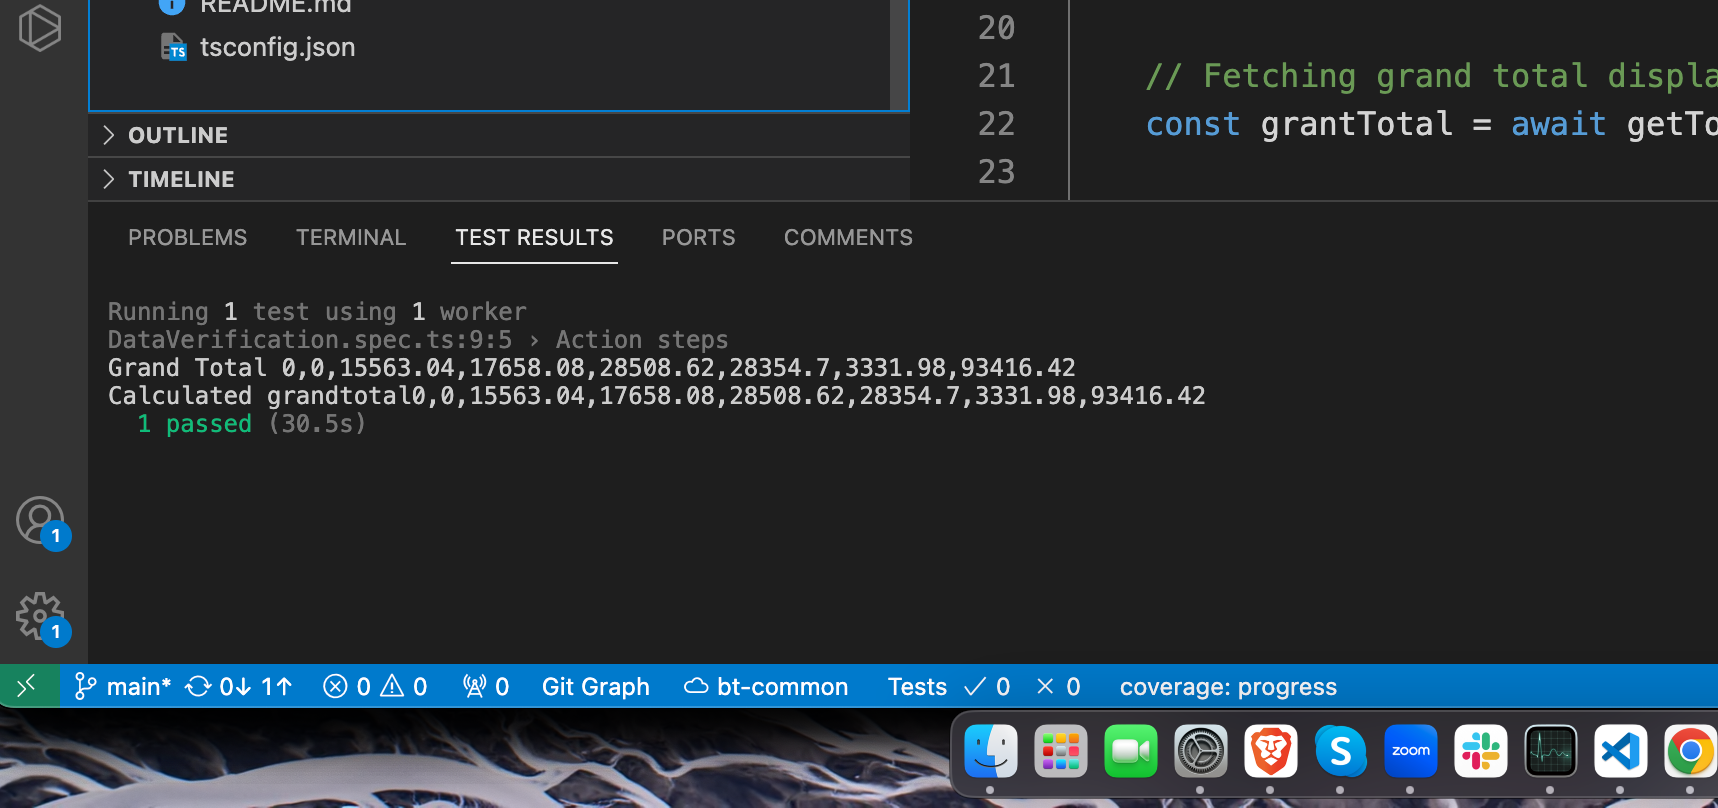 README.md
TS tsconfig.json
OUTLINE
TIMELINE
20
21 // Fetching grand total displa
22 const grantTotal = await getTo
23
PROBLEMS TERMINAL TEST RESULTS PORTS COMMENTS
Running 1 test using 1 worker
DataVerification.spec.ts:9:5 › Action steps
Grand Total 0,0,15563.04,17658.08,28508.62,28354.7,3331.98,93416.42
Calculated grandtotal0,0,15563.04,17658.08,28508.62,28354.7,3331.98,93416.42
1 passed (30.5s)
1
1
main* 0↓ 1↑ 0 0 0 Git Graph bt-common Tests ✓ 0 × 0 coverage: progress
S zoom